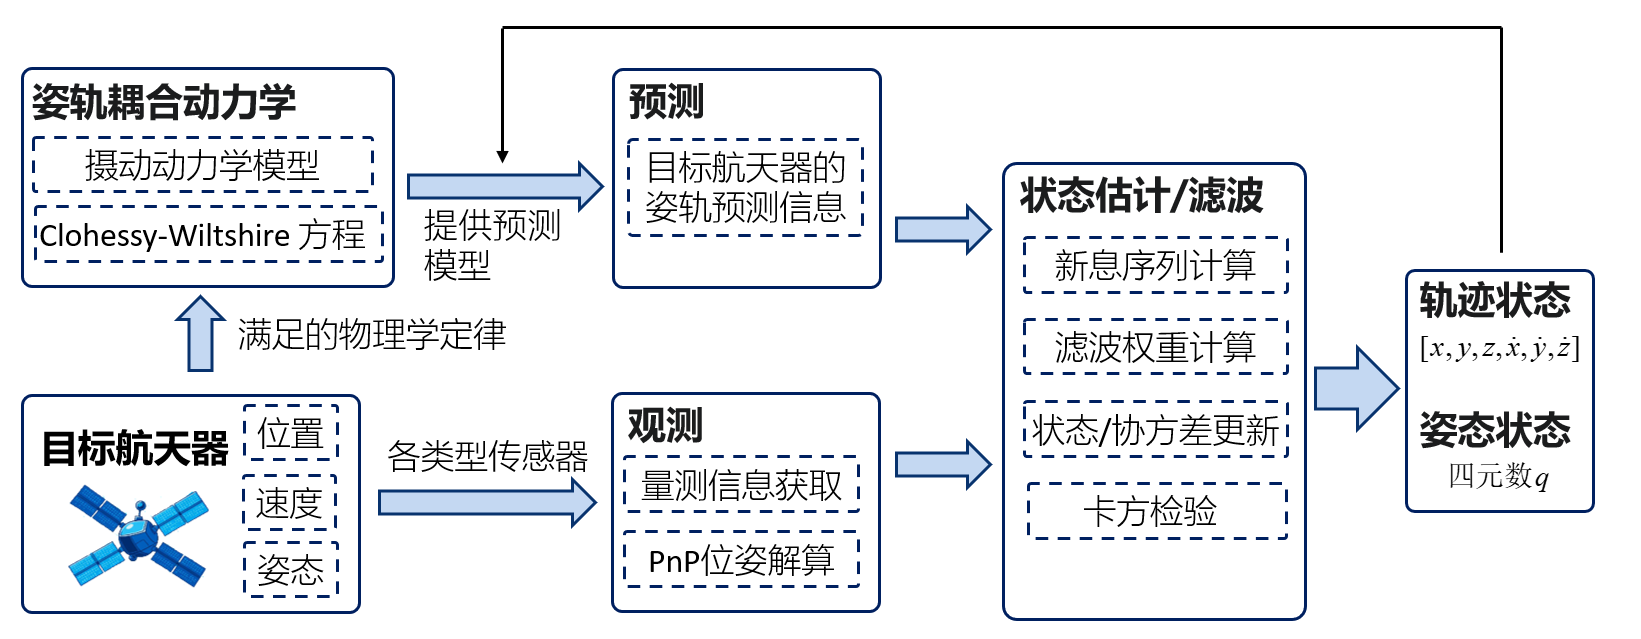 姿轨耦合动力学
摄动动力学模型
Clohessy-Wiltshire 方程
提供预测
模型
预测
目标航天器的
姿轨预测信息
满足的物理学定律
目标航天器
位置
速度
姿态
各类型传感器
观测
量测信息获取
PnP位姿解算
状态估计/滤波
新息序列计算
滤波权重计算
状态/协方差更新
卡方检验
轨迹状态
[x, y, z, ẋ, ẏ, ż]
姿态状态
四元数q